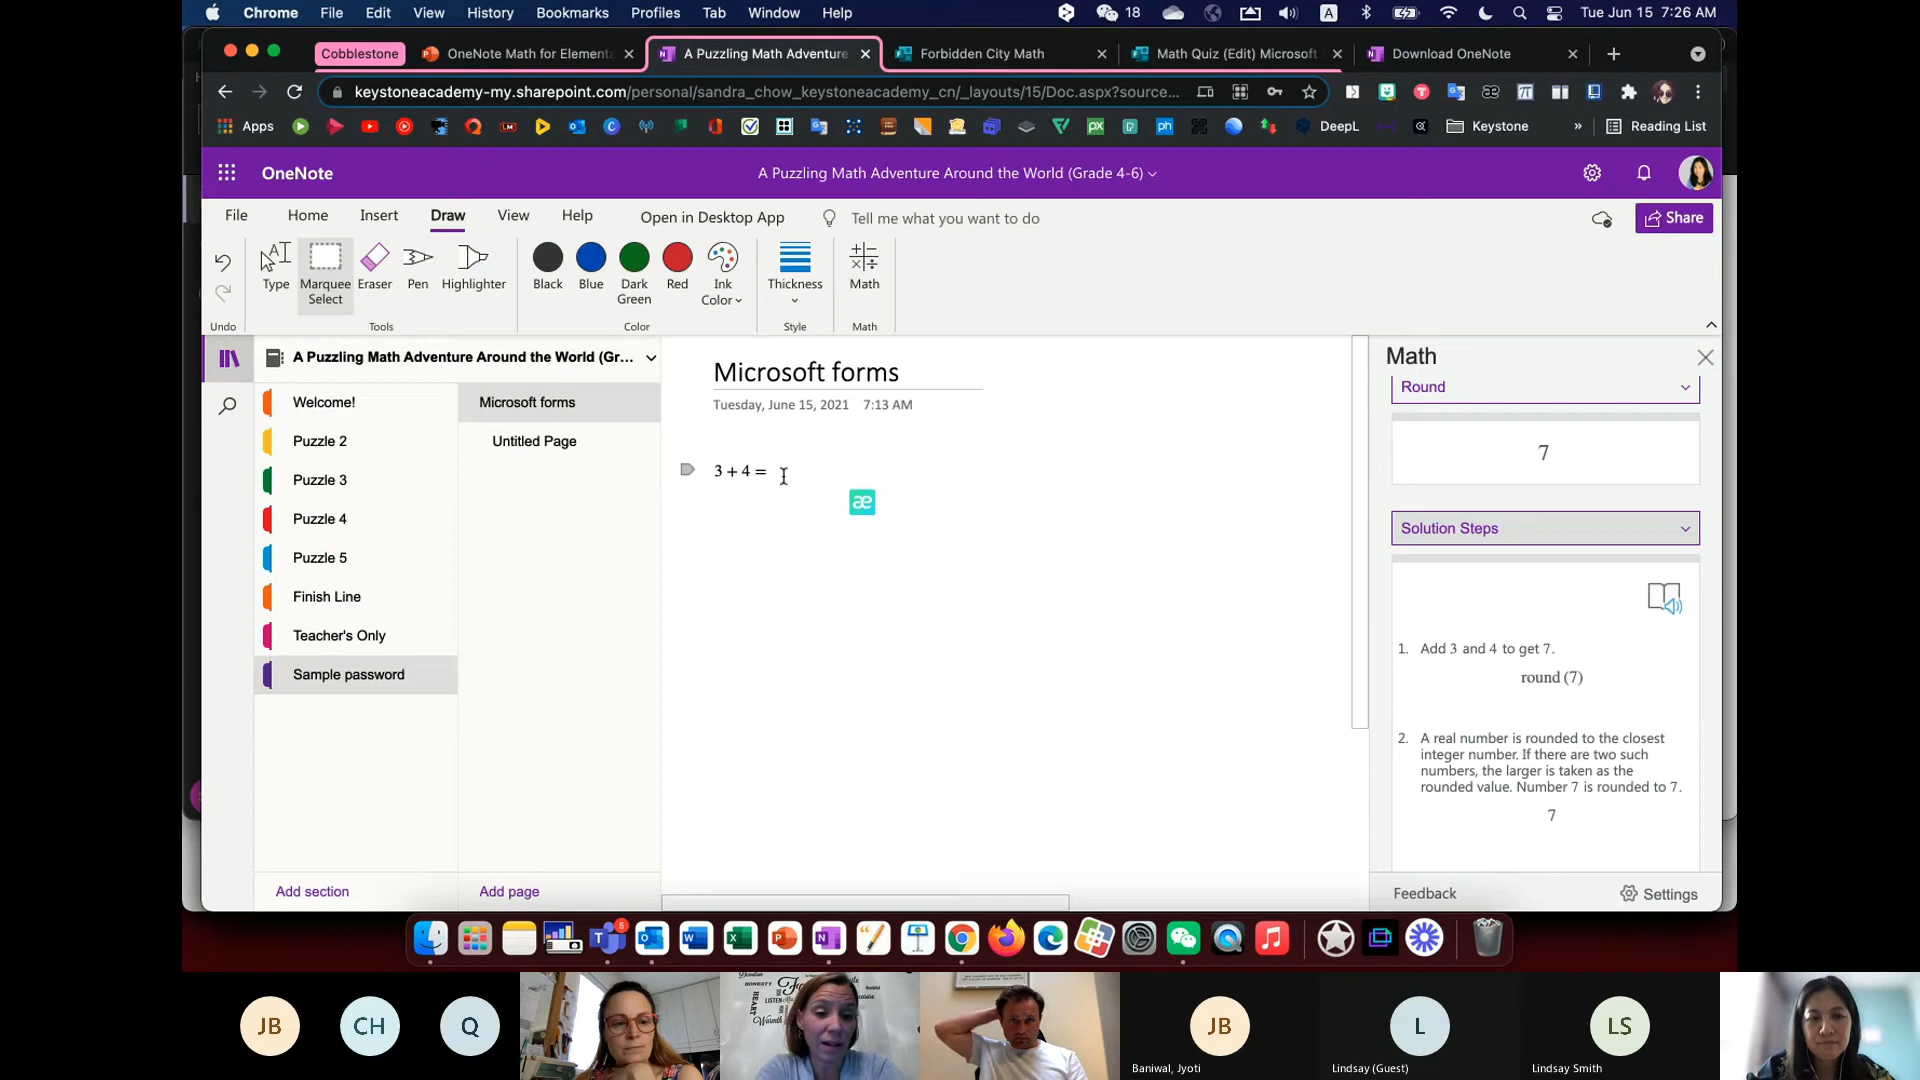 Chrome File Edit View History Bookmarks Profiles Tab Window Help 18 A Tue Jun 15 7:26 AM
Cobblestone OneNote Math for Elementa A Puzzling Math Adventure Forbidden City Math Math Quiz (Edit) Microsoft Download OneNote
keystoneacademy-my.sharepoint.com/personal/sandra_chow_keystoneacademy_cn/_layouts/15/Doc.aspx?source...
Apps DeepL Keystone » Reading List
OneNote A Puzzling Math Adventure Around the World (Grade 4-6)
File Home Insert Draw View Help Open in Desktop App Tell me what you want to do Share
Type Marquee Select Eraser Pen Highlighter Black Blue Dark Green Red Ink Color Thickness Math
Undo Tools Color Style Math
A Puzzling Math Adventure Around the World (Gr...
Welcome!
Puzzle 2
Puzzle 3
Puzzle 4
Puzzle 5
Finish Line
Teacher's Only
Sample password
Add section
Microsoft forms
Untitled Page
Add page
Microsoft forms
Tuesday, June 15, 2021 7:13 AM
3 + 4 =
æ
Math
Round
7
Solution Steps
1. Add 3 and 4 to get 7.
round (7)
2. A real number is rounded to the closest
integer number. If there are two such
numbers, the larger is taken as the
rounded value. Number 7 is rounded to 7.
7
Feedback Settings
JB CH Q JB L LS
Baniwal, Jyoti Lindsay (Guest) Lindsay Smith